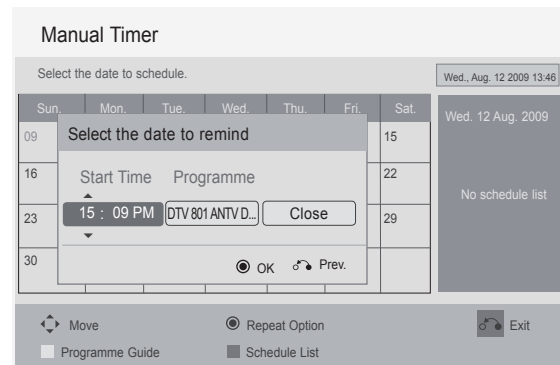 Manual Timer
Select the date to schedule.
Wed., Aug. 12 2009 13:46
Sun. Mon. Tue. Wed. Thu. Fri. Sat.
Wed. 12 Aug. 2009
09 15
Select the date to remind
16 22
Start Time Programme
No schedule list
23 29
15 : 09 PM DTV 801 ANTV D... Close
30
OK Prev.
Move Repeat Option Exit
Programme Guide Schedule List